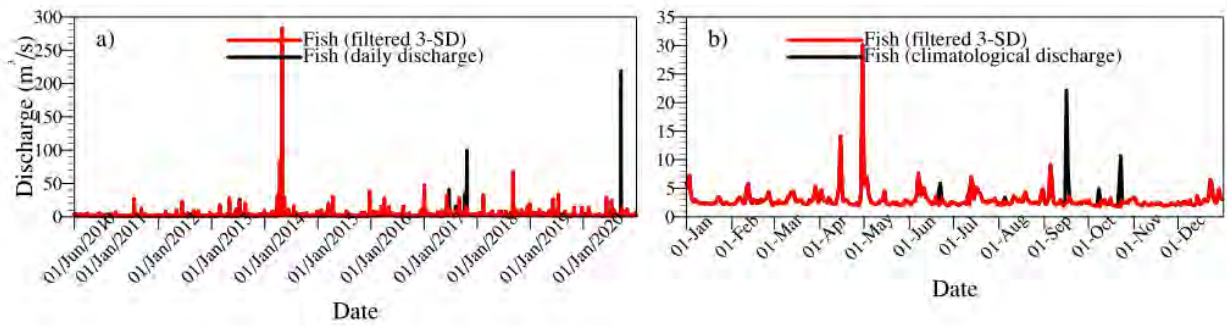 a)
Fish (filtered 3-SD)
Fish (daily discharge)
Discharge (m³/s)
300
250
200
150
100
50
0
01/Jun/2010
01/Jan/2011
01/Jan/2012
01/Jan/2013
01/Jan/2014
01/Jan/2015
01/Jan/2016
01/Jan/2017
01/Jan/2018
01/Jan/2019
01/Jan/2020
Date
b)
Fish (filtered 3-SD)
Fish (climatological discharge)
35
30
25
20
15
10
5
0
01-Jan
01-Feb
01-Mar
01-Apr
01-May
01-Jun
01-Jul
01-Aug
01-Sep
01-Oct
01-Nov
01-Dec
Date